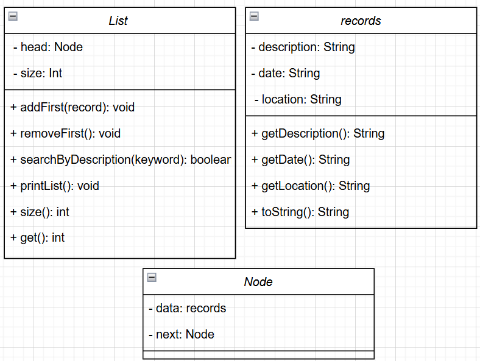 List
- head: Node
- size: Int
+ addFirst(record): void
+ removeFirst(): void
+ searchByDescription(keyword): boolean
+ printList(): void
+ size(): int
+ get(): int
records
- description: String
- date: String
- location: String
+ getDescription(): String
+ getDate(): String
+ getLocation(): String
+ toString(): String
Node
- data: records
- next: Node